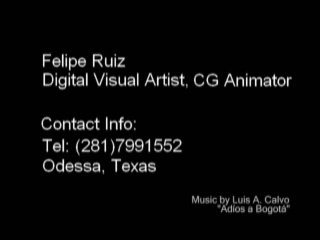 Felipe Ruiz
Digital Visual Artist, CG Animator
Contact Info:
Tel: (281)7991552
Odessa, Texas
Music by Luis A. Calvo
"Adios a Bogotá"